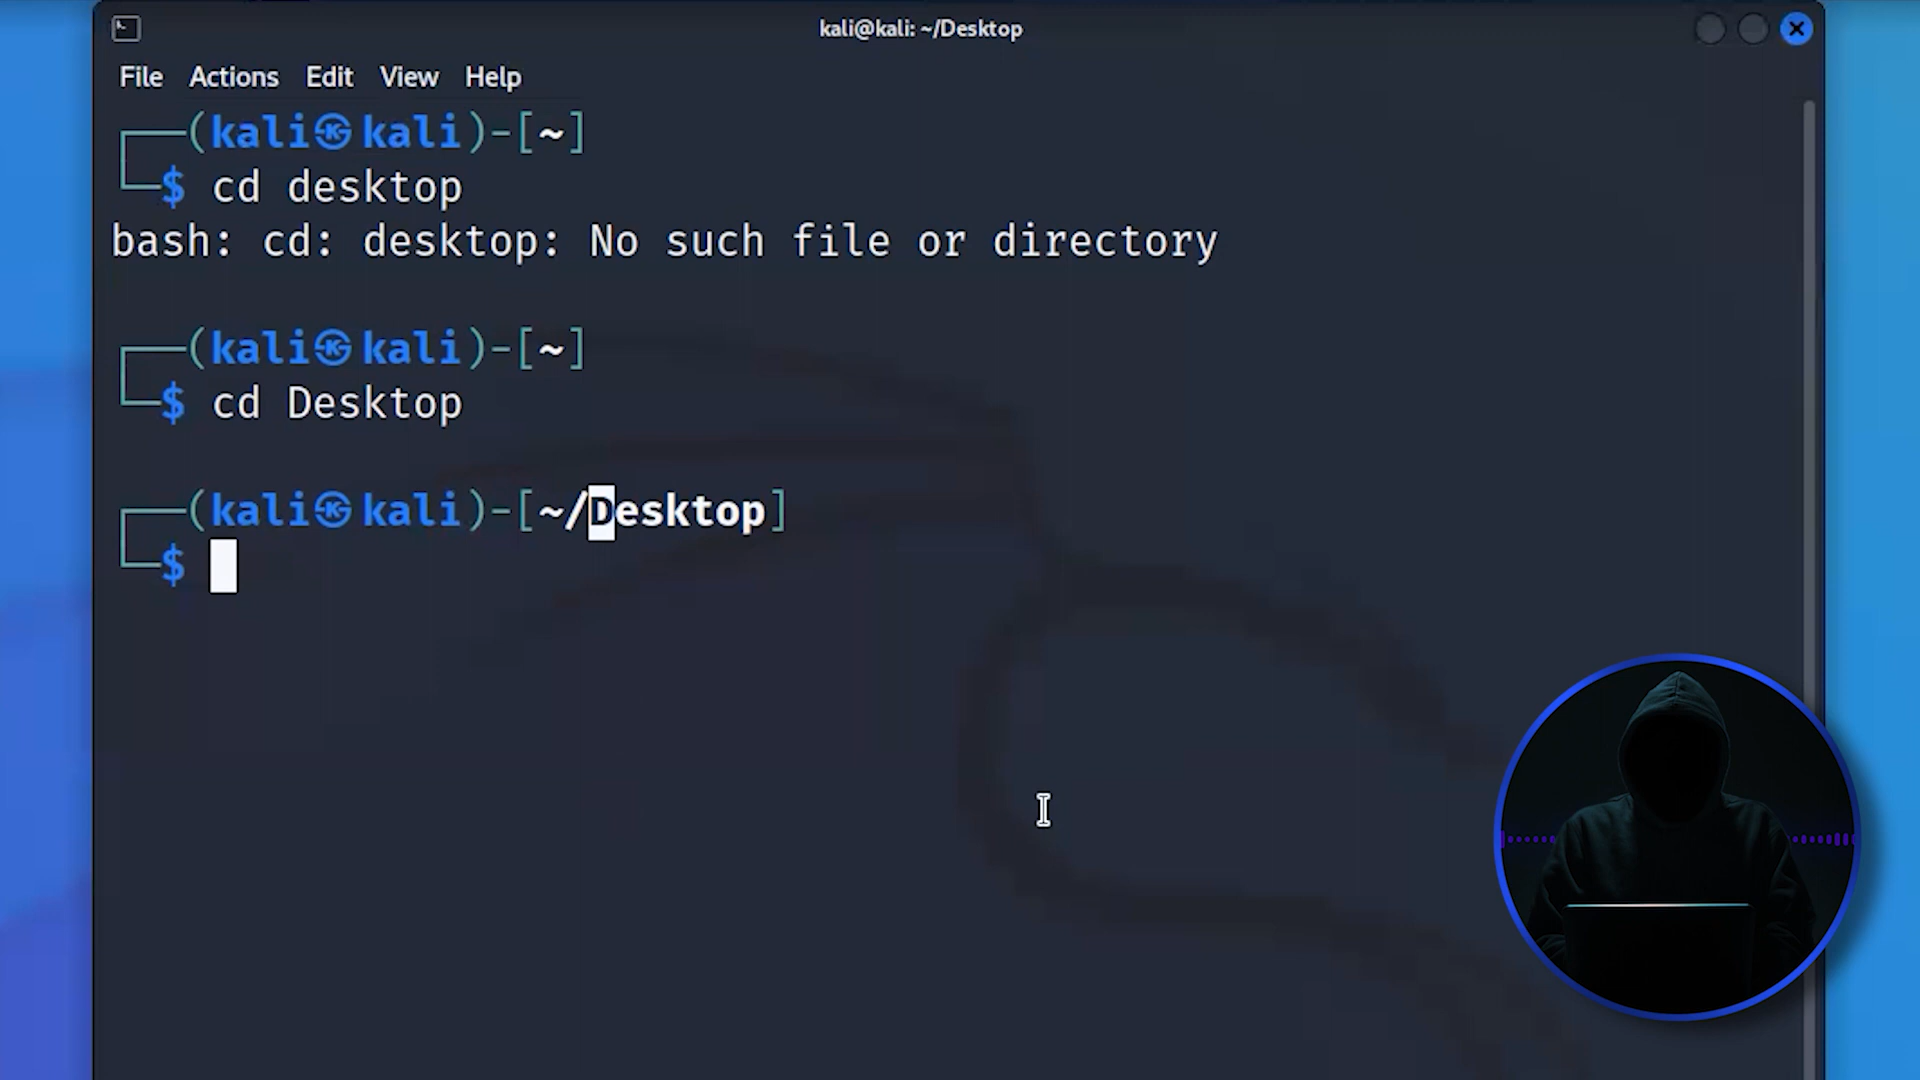 kali@kali: ~/Desktop
File Actions Edit View Help
┌──(kali㉿kali)-[~]
└─$ cd desktop
bash: cd: desktop: No such file or directory
┌──(kali㉿kali)-[~]
└─$ cd Desktop
┌──(kali㉿kali)-[~/Desktop]
└─$